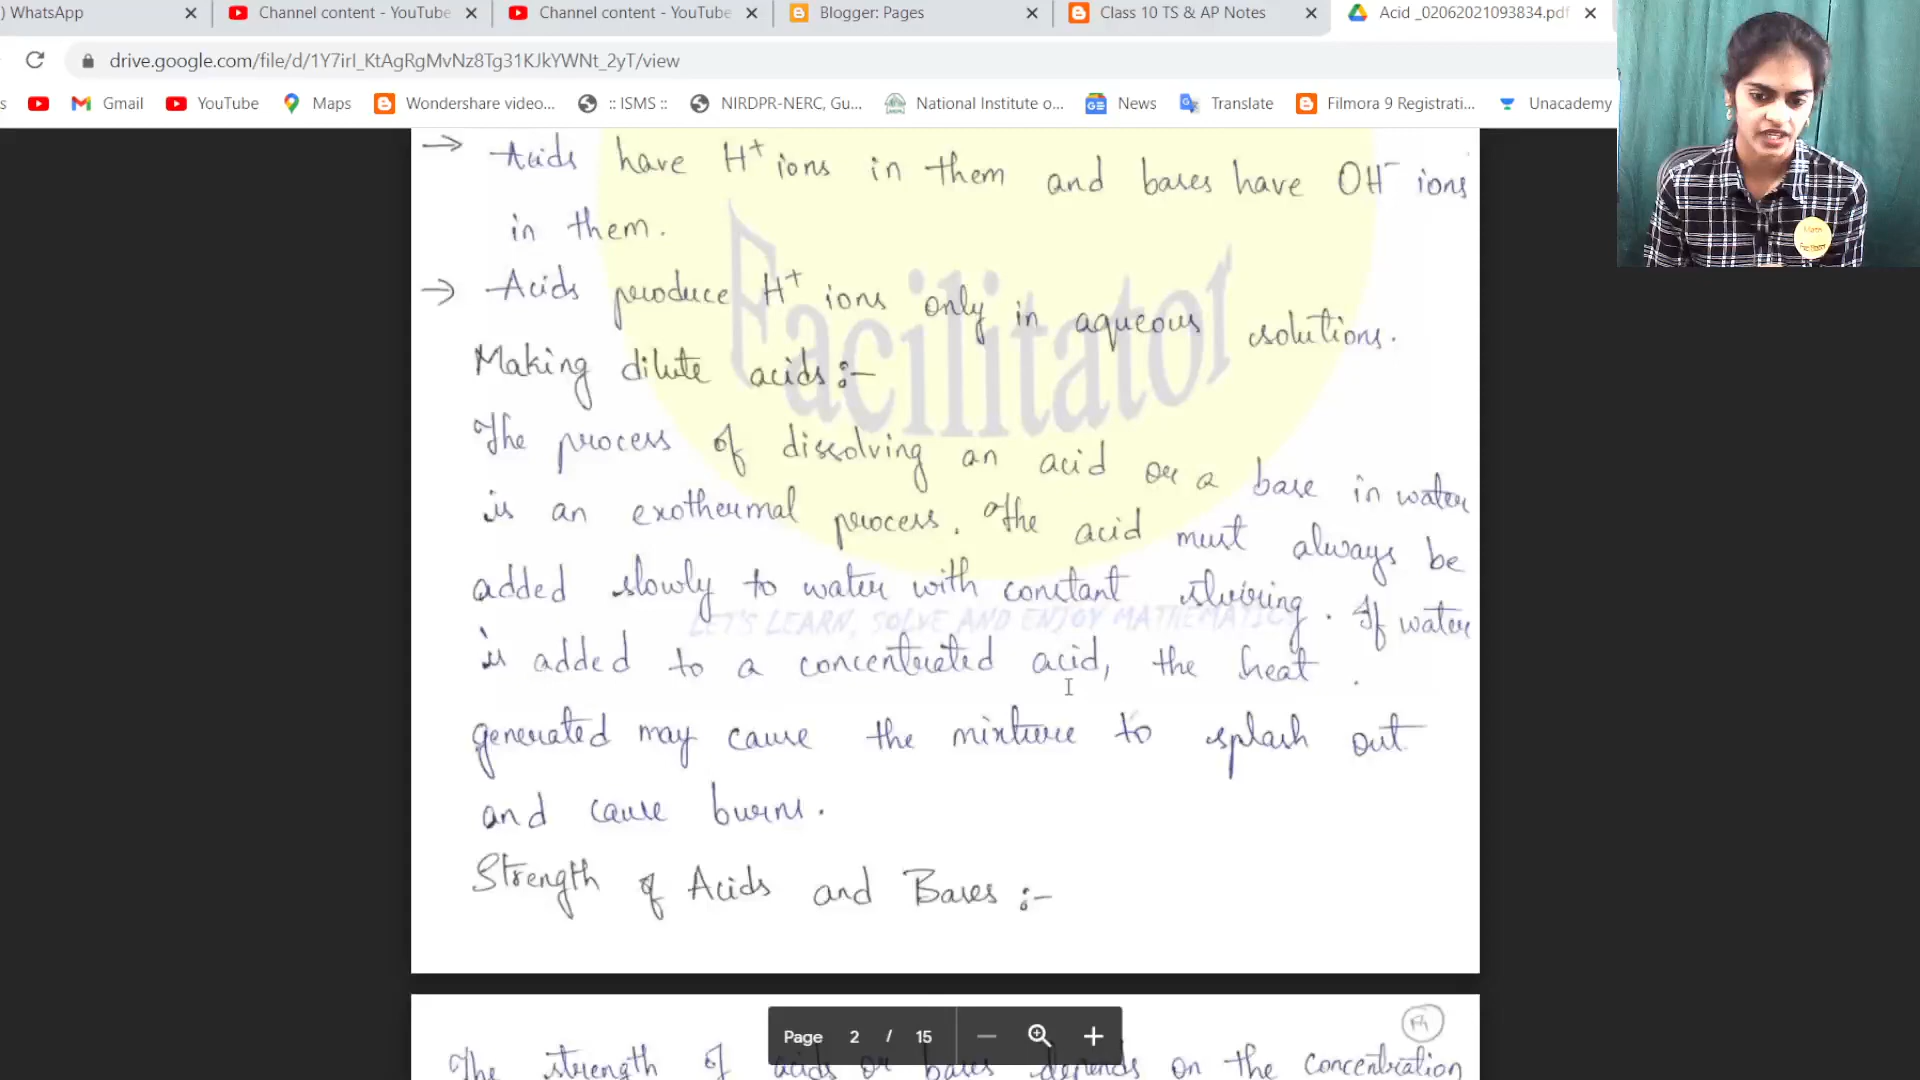 ) WhatsApp
Channel content - YouTube
Channel content - YouTube
Blogger: Pages
Class 10 TS & AP Notes
Acid _02062021093834.pdf
drive.google.com/file/d/1Y7irI_KtAgRgMvNz8Tg31KJkYWNt_2yT/view
s
Gmail
YouTube
Maps
Wondershare video...
:: ISMS ::
NIRDPR-NERC, Gu...
National Institute o...
News
Translate
Filmora 9 Registrati...
Unacademy
→ Acids have H⁺ ions in them and bases have OH⁻ ions
in them.
→ Acids produce H⁺ ions only in aqueous solutions.
Making dilute acids:-
The process of dissolving an acid or a base in water
is an exothermal process. The acid must always be
added slowly to water with constant stirring. If water
is added to a concentrated acid, the heat
generated may cause the mixture to splash out
and cause burns.
Strength of Acids and Bases :-
Facilitator
LET'S LEARN, SOLVE AND ENJOY MATHEMATICS
Page 2 / 15
The strength of acids or bases depends on the concentration